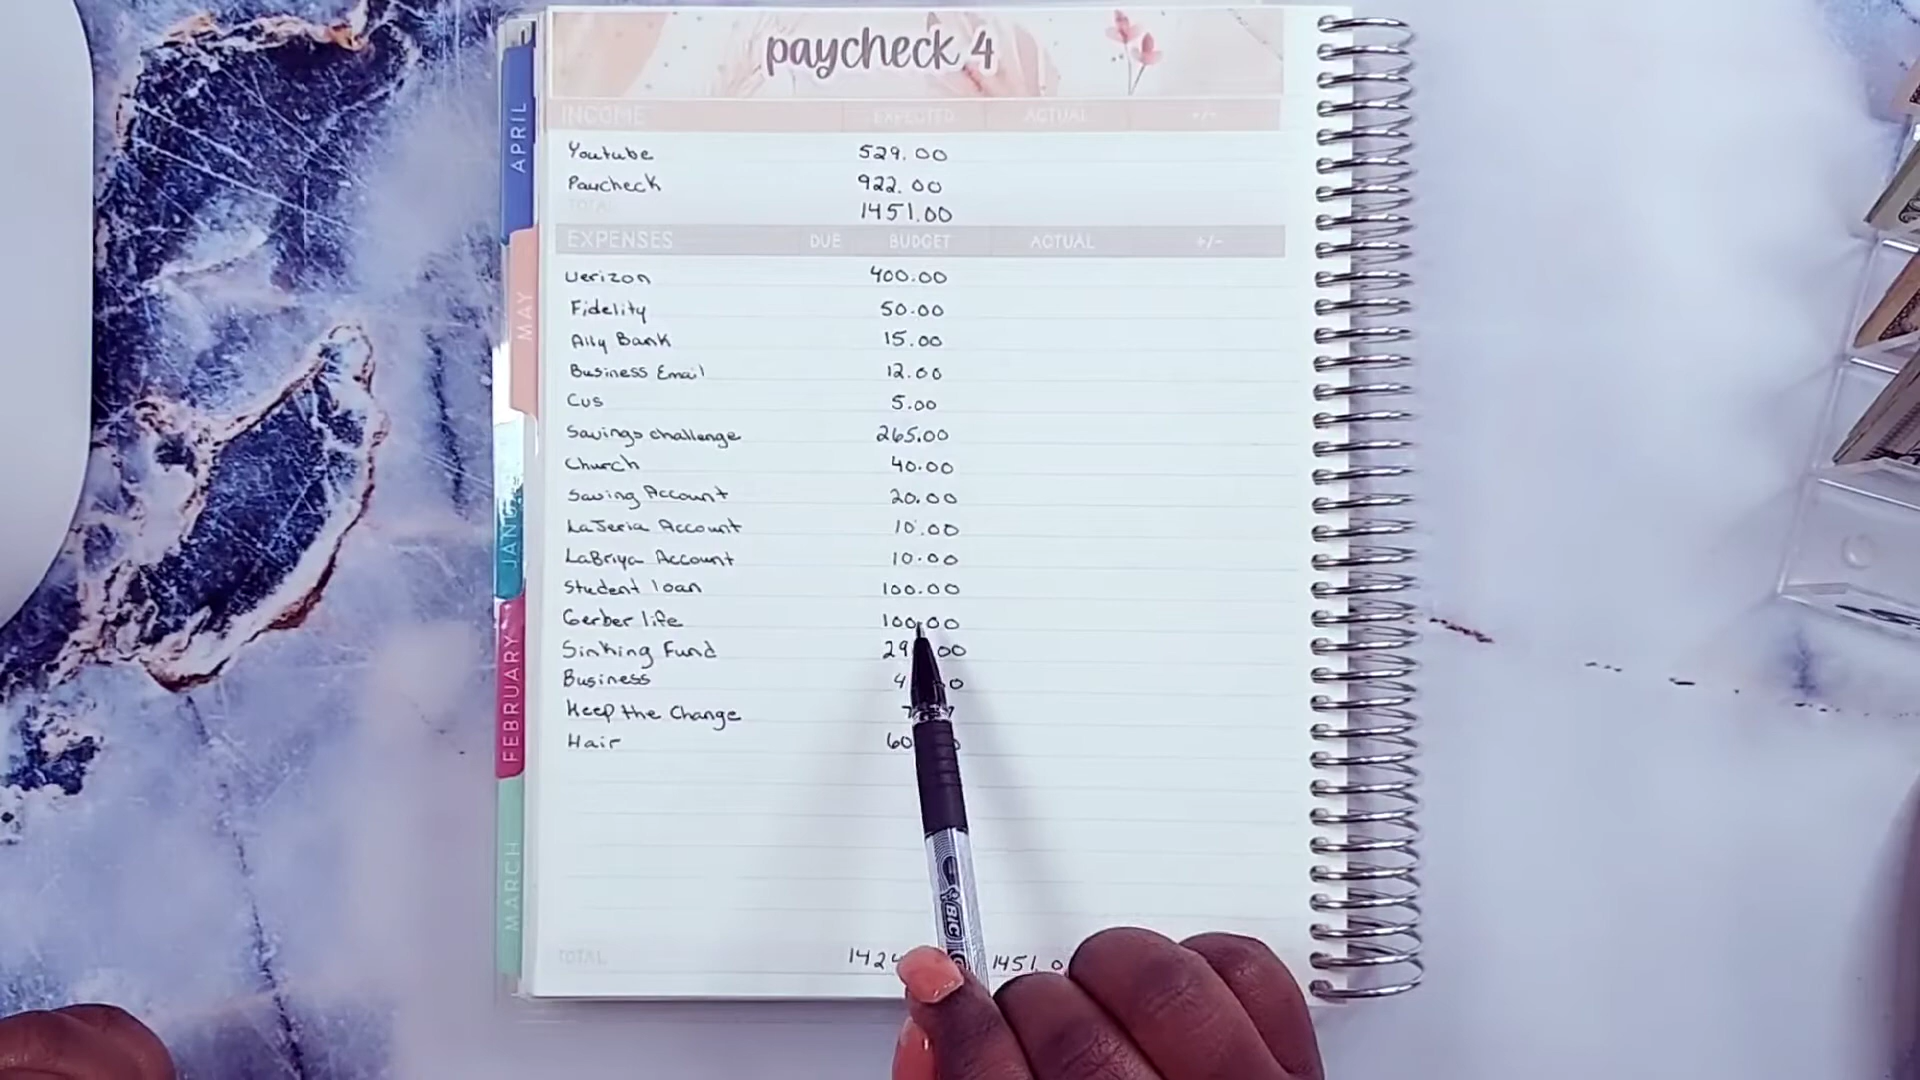 paycheck 4
INCOME EXPECTED ACTUAL +/-
Youtube 529.00
Paycheck 922.00
TOTAL 1451.00
EXPENSES DUE BUDGET ACTUAL +/-
Verizon 400.00
Fidelity 50.00
Ally Bank 15.00
Business Email 12.00
Cvs 5.00
Savings challenge 265.00
Church 40.00
Saving Account 20.00
LaJeria Account 10.00
LaBriya Account 10.00
Student loan 100.00
Gerber life 100.00
Sinking Fund
Business
Keep the Change
Hair
TOTAL
APRIL
MAY
FEBRUARY
MARCH
BIC